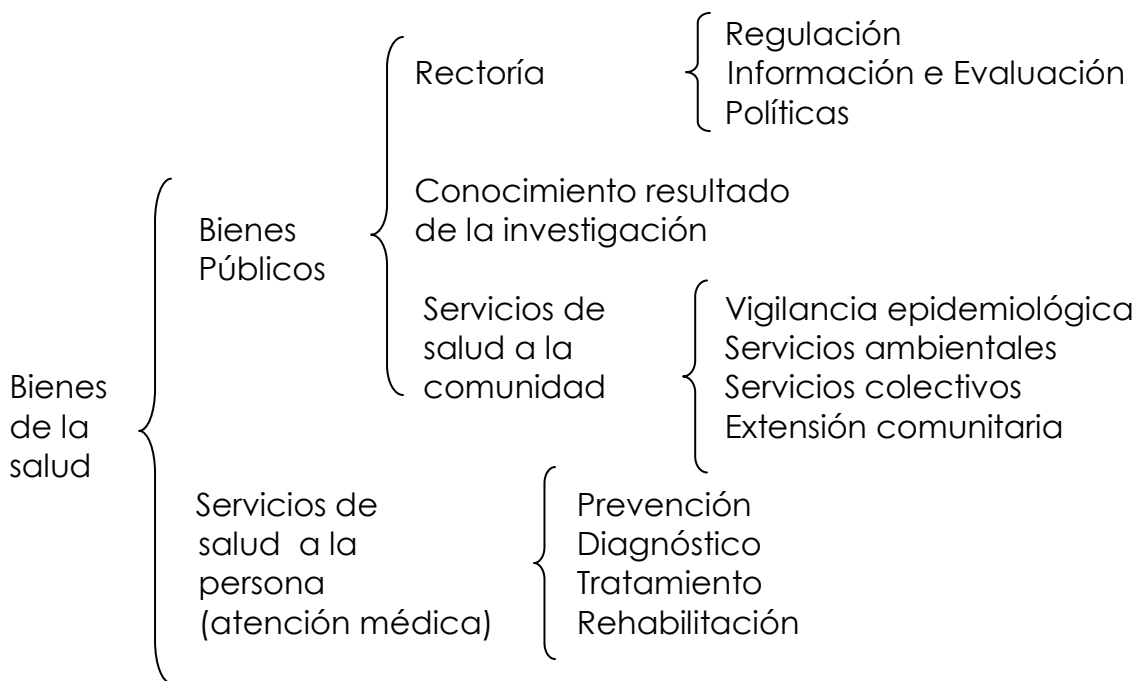 Bienes
de la
salud
Bienes
Públicos
Rectoría
Regulación
Información e Evaluación
Políticas
Conocimiento resultado
de la investigación
Servicios de
salud a la
comunidad
Vigilancia epidemiológica
Servicios ambientales
Servicios colectivos
Extensión comunitaria
Servicios de
salud a la
persona
(atención médica)
Prevención
Diagnóstico
Tratamiento
Rehabilitación